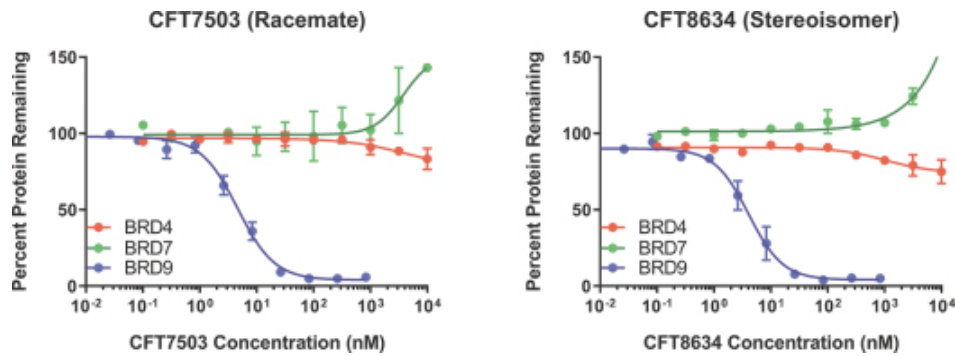 CFT7503 (Racemate)
Percent Protein Remaining
150
100
50
0
BRD4
BRD7
BRD9
10⁻² 10⁻¹ 10⁰ 10¹ 10² 10³ 10⁴
CFT7503 Concentration (nM)
CFT8634 (Stereoisomer)
Percent Protein Remaining
150
100
50
0
BRD4
BRD7
BRD9
10⁻² 10⁻¹ 10⁰ 10¹ 10² 10³ 10⁴
CFT8634 Concentration (nM)